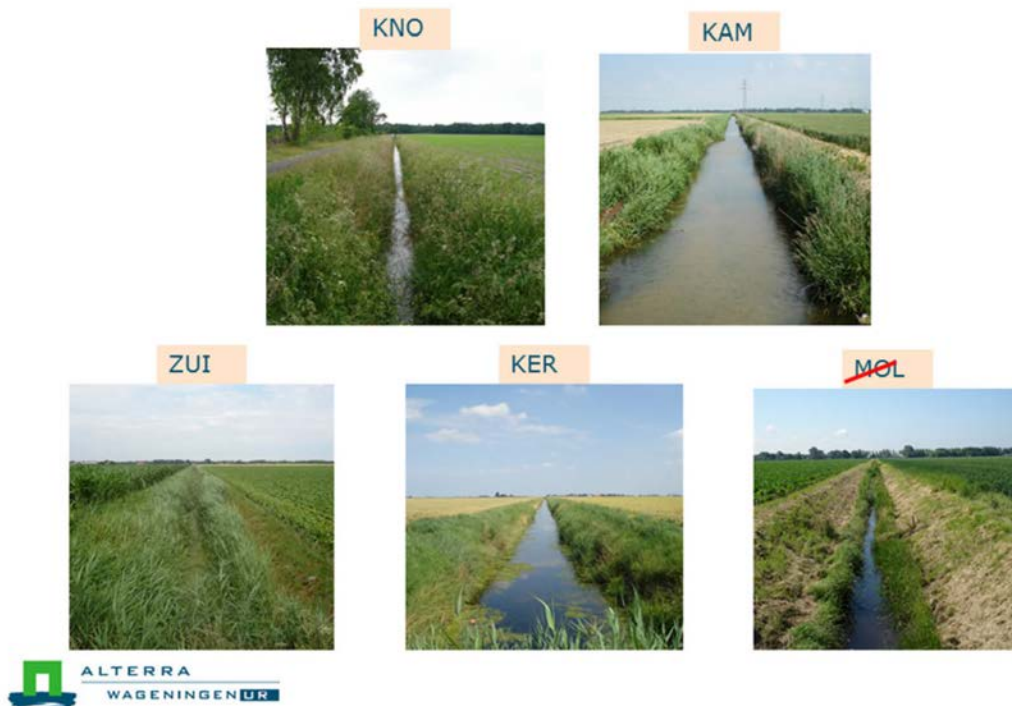 KNO
KAM
ZUI
KER
MOL
ALTERRA
WAGENINGEN UR